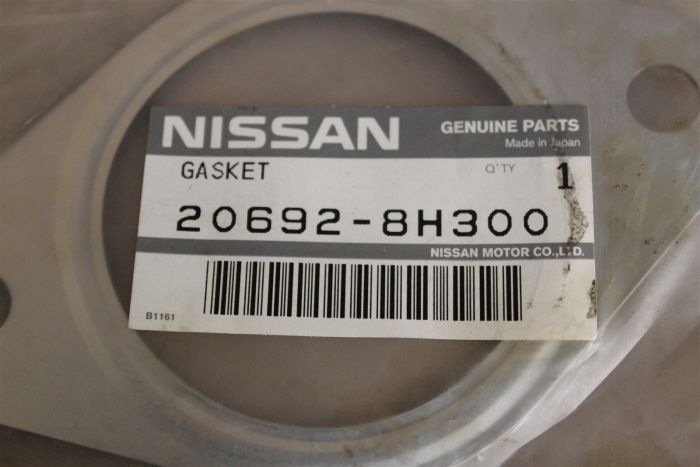 NISSAN
GENUINE PARTS
Made in Japan
GASKET
Q'TY 1
20692-8H300
NISSAN MOTOR CO.,LTD.
B1161